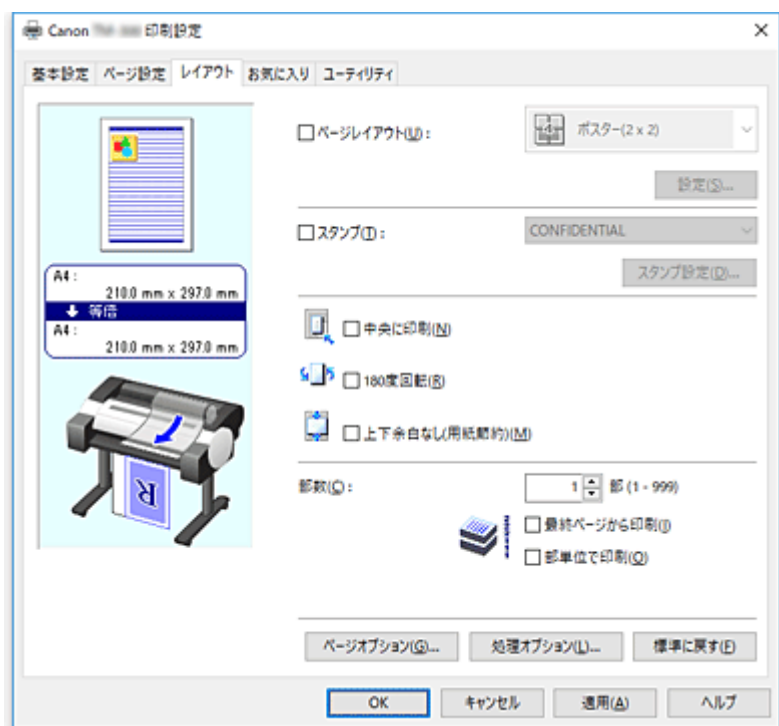 Canon 印刷設定
基本設定 ページ設定 レイアウト お気に入り ユーティリティ
A4 :
210.0 mm x 297.0 mm
等倍
A4 :
210.0 mm x 297.0 mm
R
ページレイアウト(U) :
4
ポスター(2 x 2)
設定(S)...
スタンプ(T) :
CONFIDENTIAL
スタンプ設定(D)...
中央に印刷(N)
180度回転(R)
上下余白なし(用紙節約)(M)
部数(C) :
1 部 (1 - 999)
最終ページから印刷(I)
部単位で印刷(O)
ページオプション(G)... 処理オプション(L)... 標準に戻す(F)
OK キャンセル 適用(A) ヘルプ